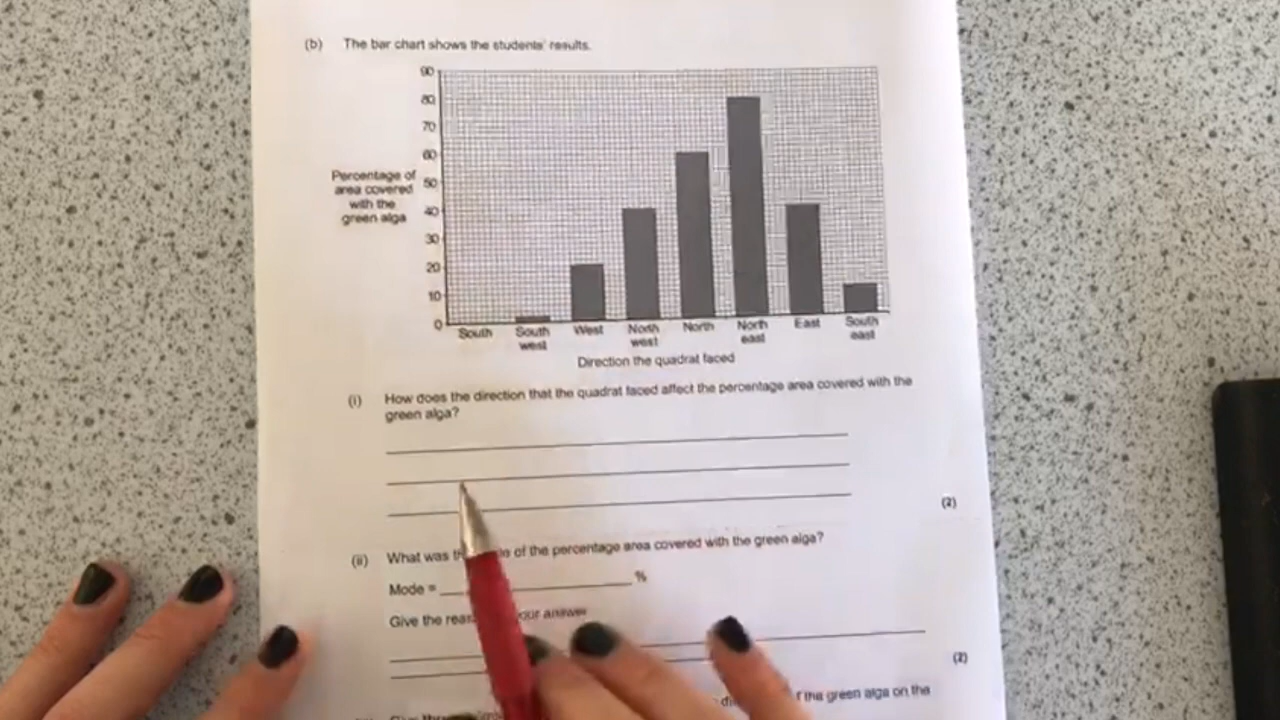 (b) The bar chart shows the students' results.
90
80
70
60
50
40
30
20
10
0
Percentage of
area covered
with the
green alga
South South West North North North East South
west west east east
Direction the quadrat faced
(i) How does the direction that the quadrat faced affect the percentage area covered with the
green alga?
(2)
(ii) What was of the percentage area covered with the green alga?
Mode = %
Give the answer
(2)
the green alga on the